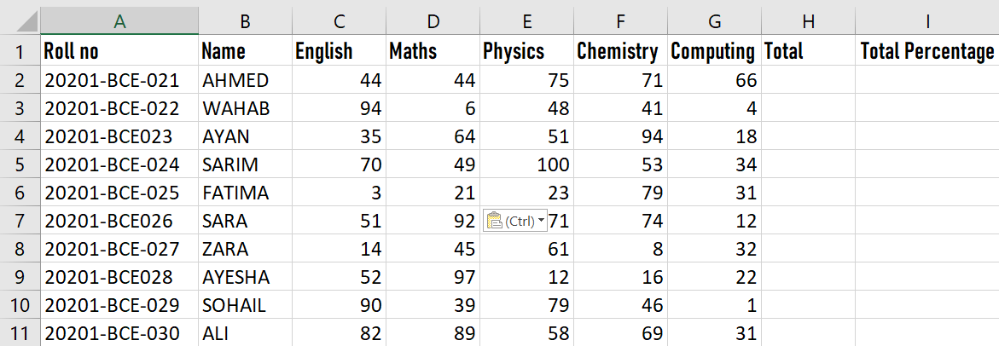 A B C D E F G H I
1 Roll no Name English Maths Physics Chemistry Computing Total Total Percentage
2 20201-BCE-021 AHMED 44 44 75 71 66
3 20201-BCE-022 WAHAB 94 6 48 41 4
4 20201-BCE023 AYAN 35 64 51 94 18
5 20201-BCE-024 SARIM 70 49 100 53 34
6 20201-BCE-025 FATIMA 3 21 23 79 31
7 20201-BCE026 SARA 51 92 (Ctrl) 71 74 12
8 20201-BCE-027 ZARA 14 45 61 8 32
9 20201-BCE028 AYESHA 52 97 12 16 22
10 20201-BCE-029 SOHAIL 90 39 79 46 1
11 20201-BCE-030 ALI 82 89 58 69 31